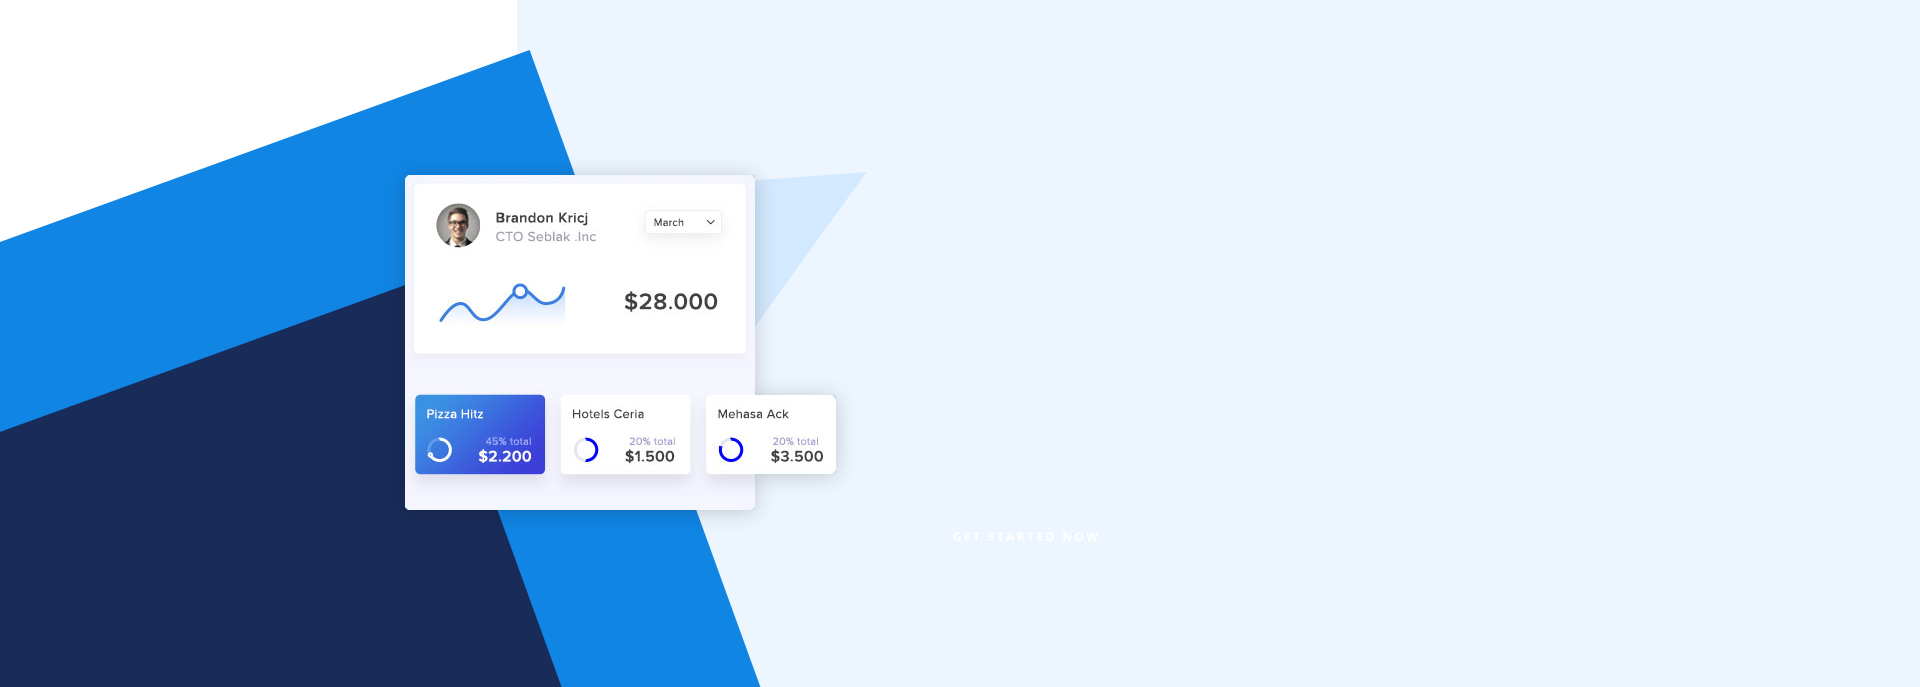 Brandon Kricj
CTO Seblak .Inc
March
$28.000
Pizza Hitz
45% total
$2.200
Hotels Ceria
20% total
$1.500
Mehasa Ack
20% total
$3.500
GET STARTED NOW